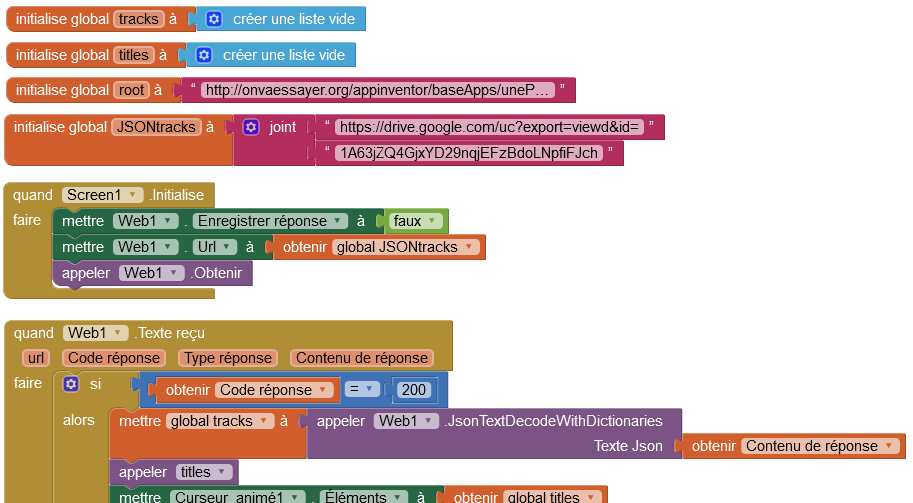 initialise global tracks à créer une liste vide
initialise global titles à créer une liste vide
initialise global root à “ http://onvaessayer.org/appinventor/baseApps/uneP… ”
initialise global JSONtracks à joint “ https://drive.google.com/uc?export=viewd&id= ”
“ 1A63jZQ4GjxYD29nqjEFzBdoLNpfiFJch ”
quand Screen1 .Initialise
faire mettre Web1 . Enregistrer réponse à faux
mettre Web1 . Url à obtenir global JSONtracks
appeler Web1 .Obtenir
quand Web1 .Texte reçu
url Code réponse Type réponse Contenu de réponse
faire si obtenir Code réponse = 200
alors mettre global tracks à appeler Web1 .JsonTextDecodeWithDictionaries
Texte Json obtenir Contenu de réponse
appeler titles
mettre Curseur_animé1 . Éléments à obtenir global titles